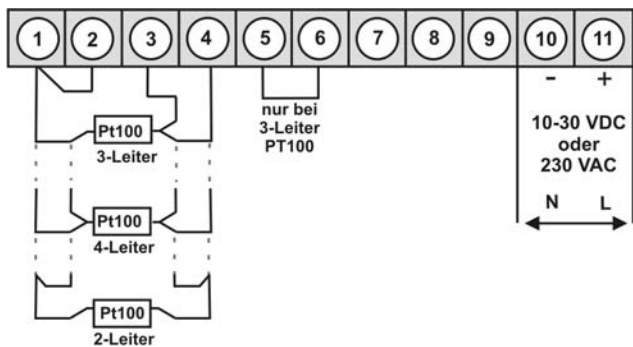 1 2 3 4 5 6 7 8 9 10 11
- +
nur bei
3-Leiter
PT100
10-30 VDC
oder
230 VAC
N L
Pt100
3-Leiter
Pt100
4-Leiter
Pt100
2-Leiter